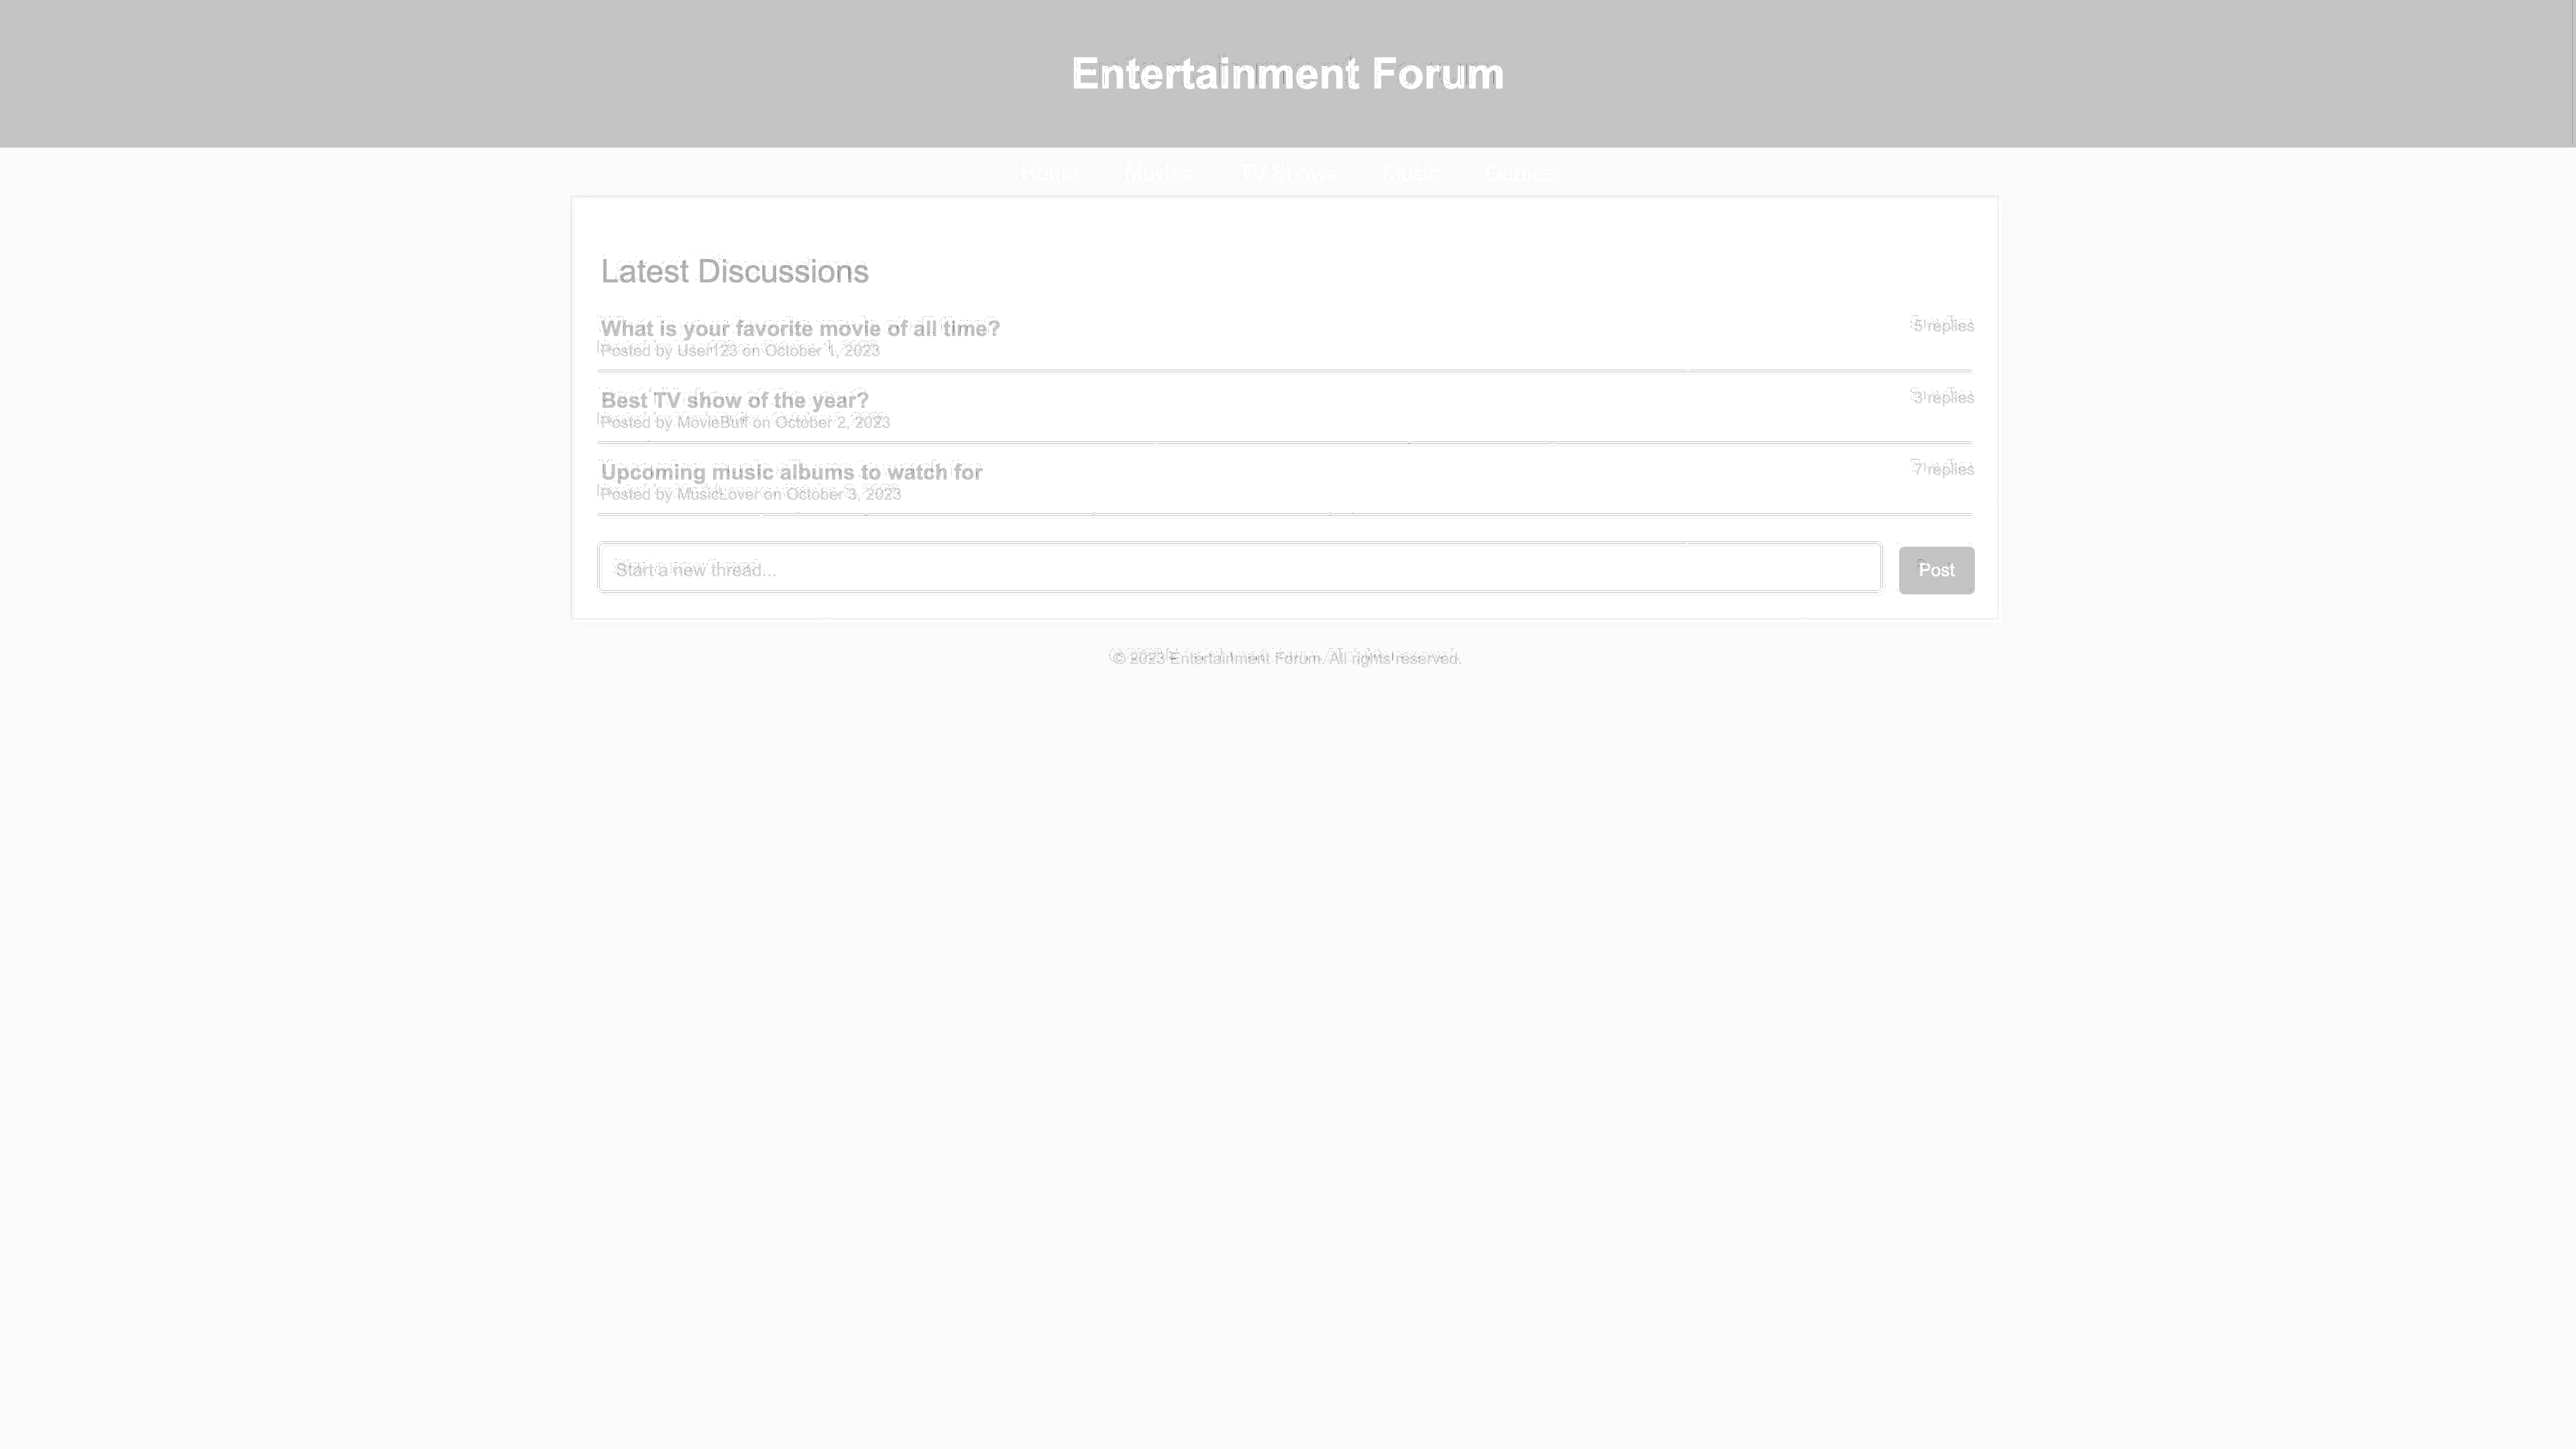 Entertainment Forum
Home Movies TV Shows Music Games
Latest Discussions
What is your favorite movie of all time?
5 replies
Posted by User123 on October 1, 2023
Best TV show of the year?
3 replies
Posted by MovieBuff on October 2, 2023
Upcoming music albums to watch for
7 replies
Posted by MusicLover on October 3, 2023
Start a new thread...
Post
© 2023 Entertainment Forum. All rights reserved.